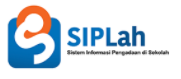 SIPLah
Sistem Informasi Pengadaan di Sekolah